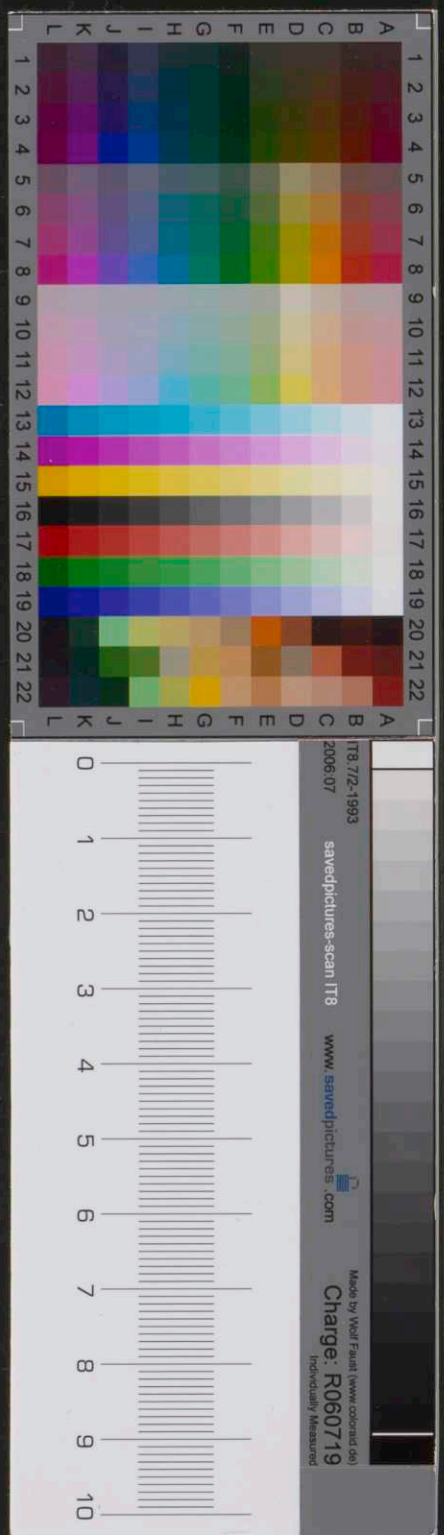 L K J I H G F E D C B A
1 2 3 4 5 6 7 8 9 10 11 12 13 14 15 16 17 18 19 20 21 22
1 2 3 4 5 6 7 8 9 10 11 12 13 14 15 16 17 18 19 20 21 22
L K J I H G F E D C B A
IT8.7/2-1993
2006:07
savedpictures-scan IT8
www.savedpictures.com
Made by Wolf Faust (www.coloraid.de)
Charge: R060719
Individually Measured
0 1 2 3 4 5 6 7 8 9 10